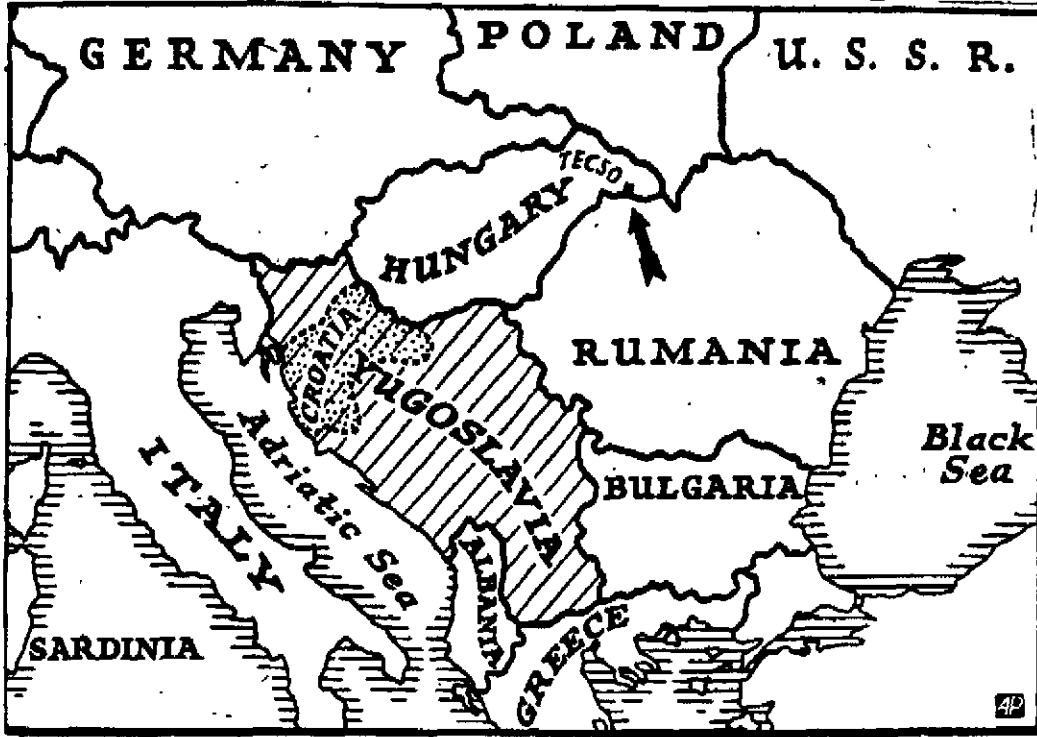 GERMANY
POLAND
U. S. S. R.
TECSO
HUNGARY
CROATIA
YUGOSLAVIA
RUMANIA
Adriatic Sea
ITALY
Black
Sea
BULGARIA
ALBANIA
SARDINIA
GREECE
AP